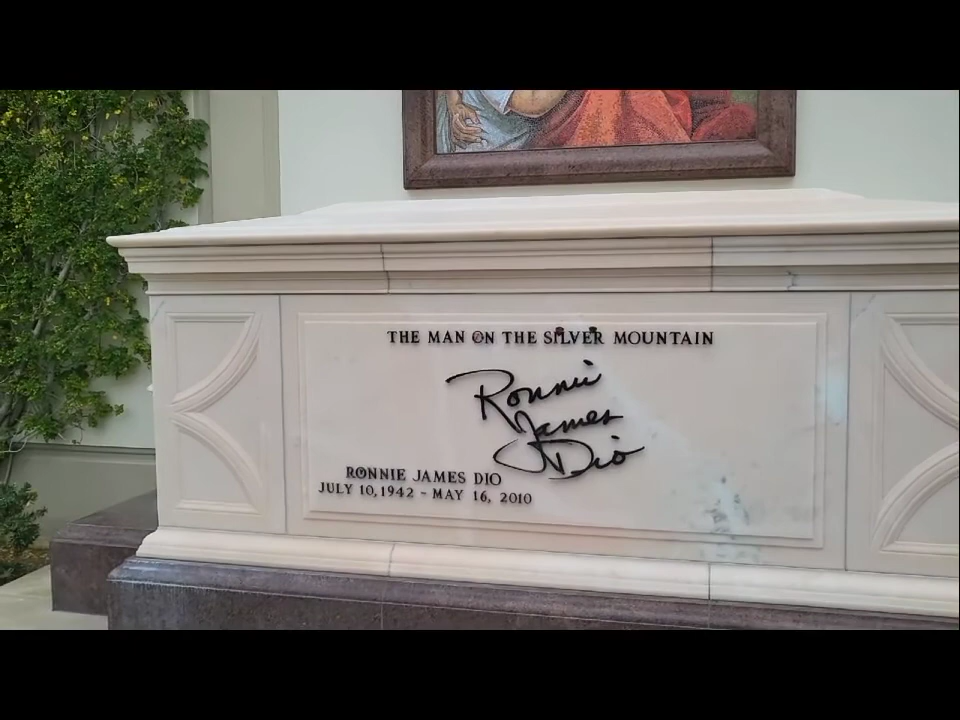 THE MAN ON THE SILVER MOUNTAIN
Ronnie
James
Dio
RONNIE JAMES DIO
JULY 10, 1942 - MAY 16, 2010